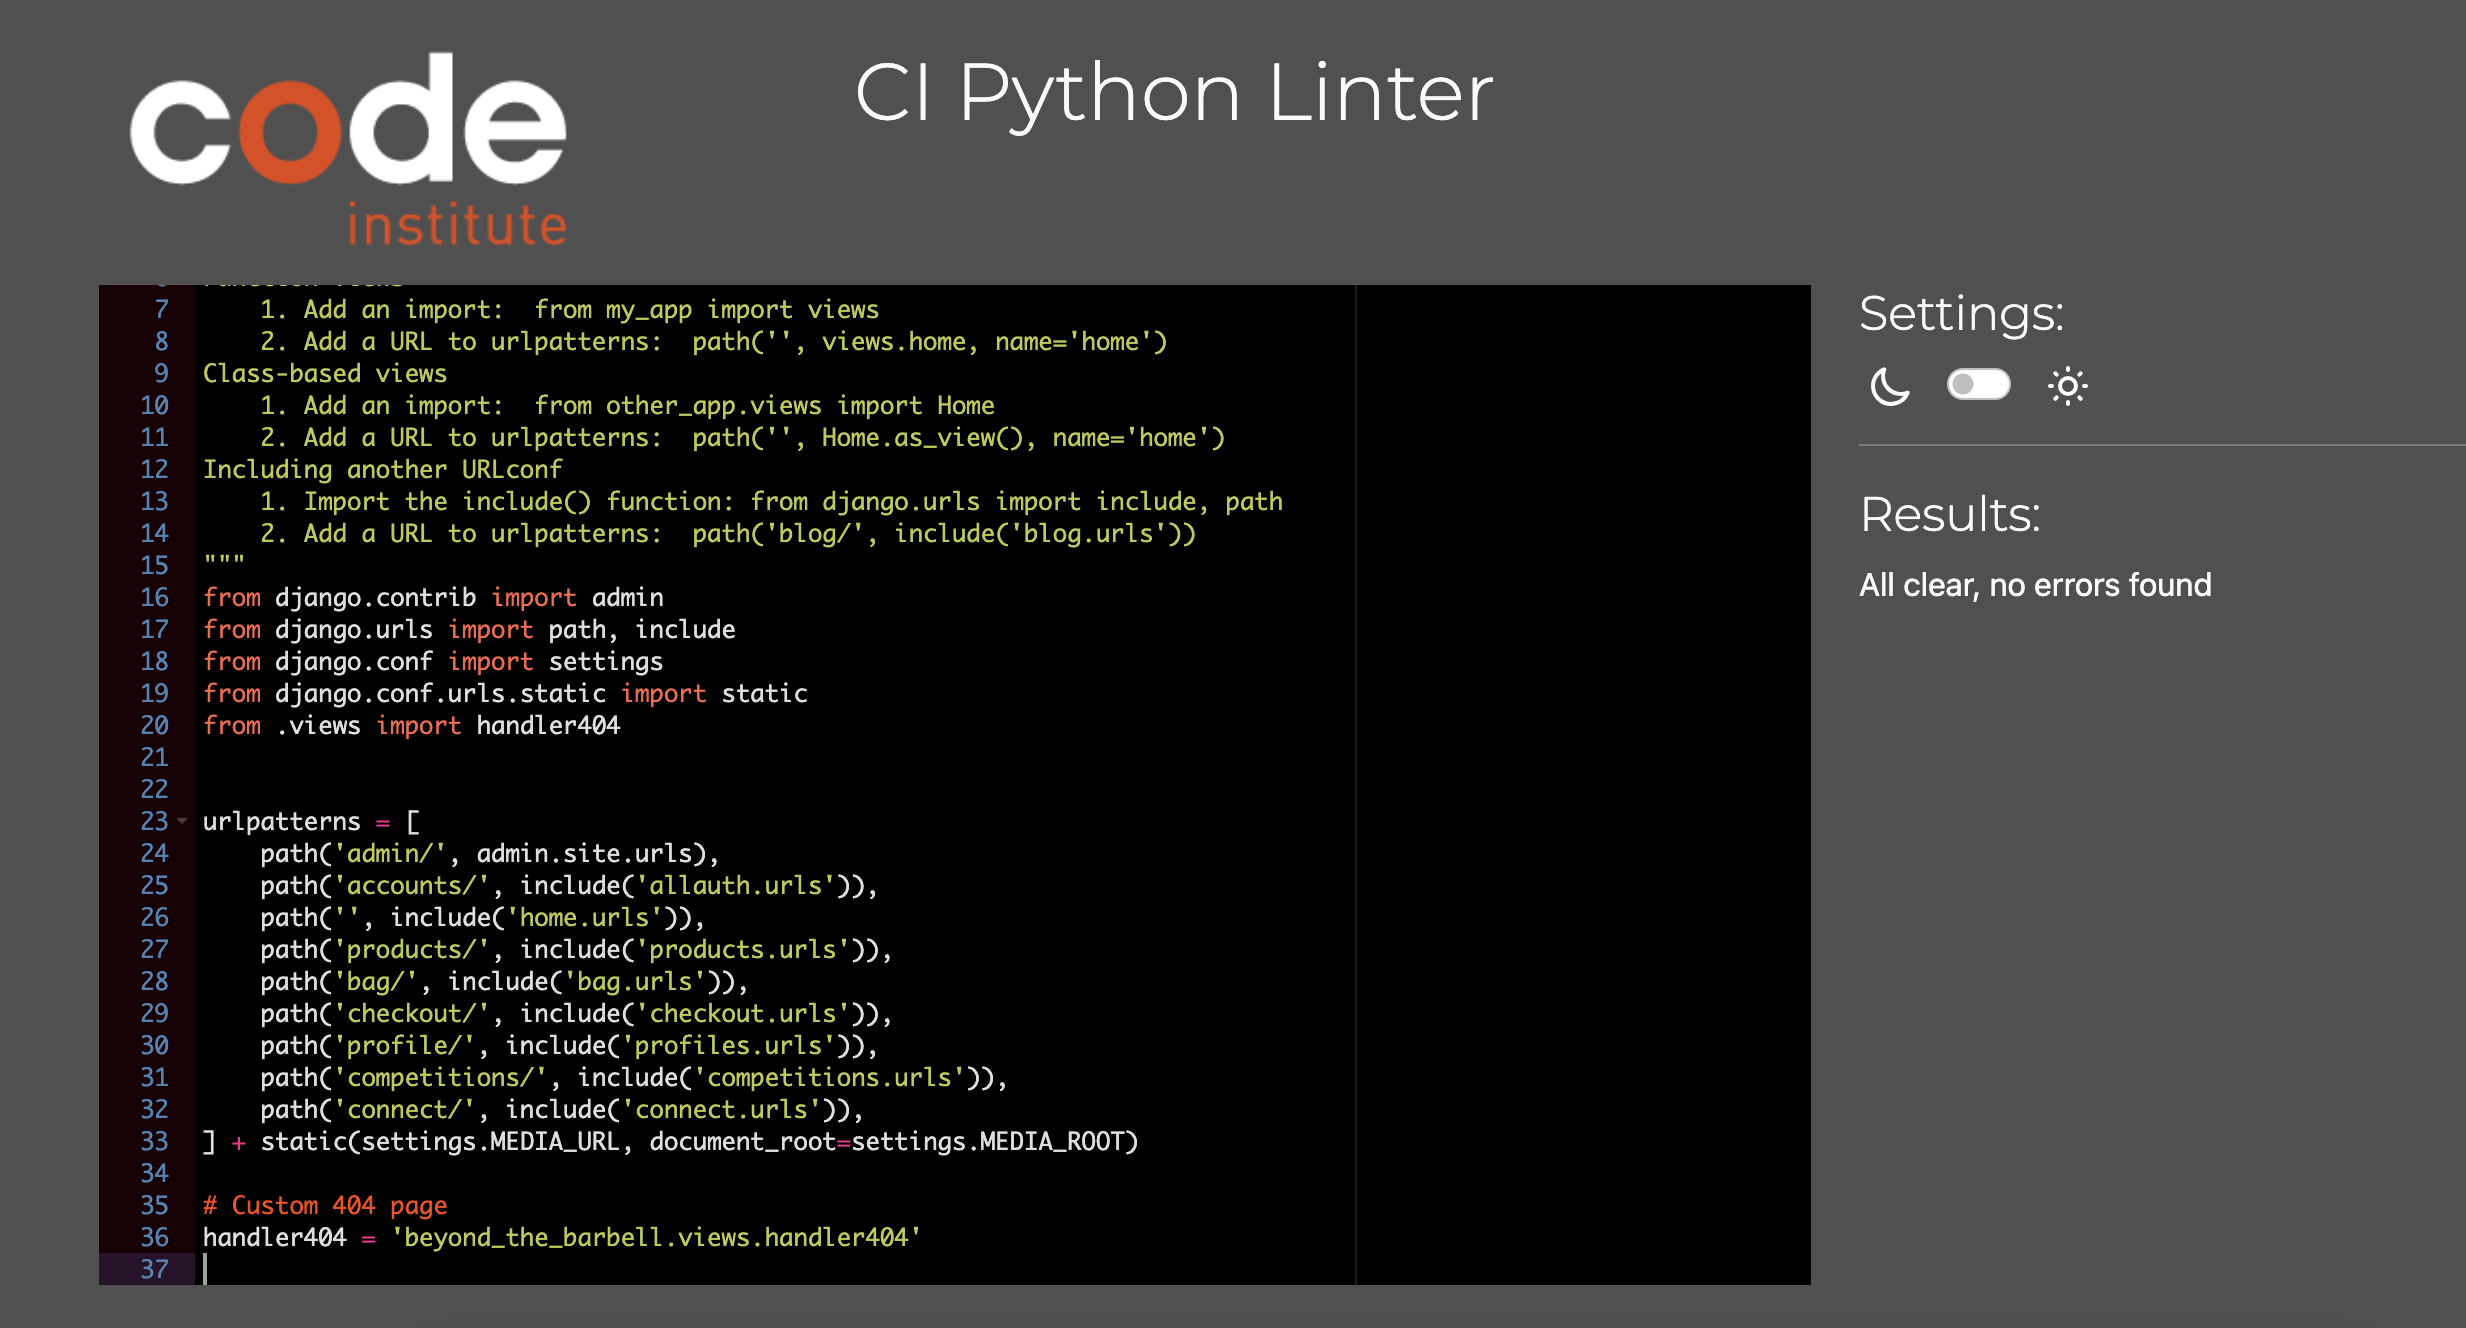 code
institute
CI Python Linter
7     1. Add an import:  from my_app import views
8     2. Add a URL to urlpatterns:  path('', views.home, name='home')
9 Class-based views
10     1. Add an import:  from other_app.views import Home
11     2. Add a URL to urlpatterns:  path('', Home.as_view(), name='home')
12 Including another URLconf
13     1. Import the include() function: from django.urls import include, path
14     2. Add a URL to urlpatterns:  path('blog/', include('blog.urls'))
15 """
16 from django.contrib import admin
17 from django.urls import path, include
18 from django.conf import settings
19 from django.conf.urls.static import static
20 from .views import handler404
21
22
23 urlpatterns = [
24     path('admin/', admin.site.urls),
25     path('accounts/', include('allauth.urls')),
26     path('', include('home.urls')),
27     path('products/', include('products.urls')),
28     path('bag/', include('bag.urls')),
29     path('checkout/', include('checkout.urls')),
30     path('profile/', include('profiles.urls')),
31     path('competitions/', include('competitions.urls')),
32     path('connect/', include('connect.urls')),
33 ] + static(settings.MEDIA_URL, document_root=settings.MEDIA_ROOT)
34
35 # Custom 404 page
36 handler404 = 'beyond_the_barbell.views.handler404'
37
Settings:
Results:
All clear, no errors found